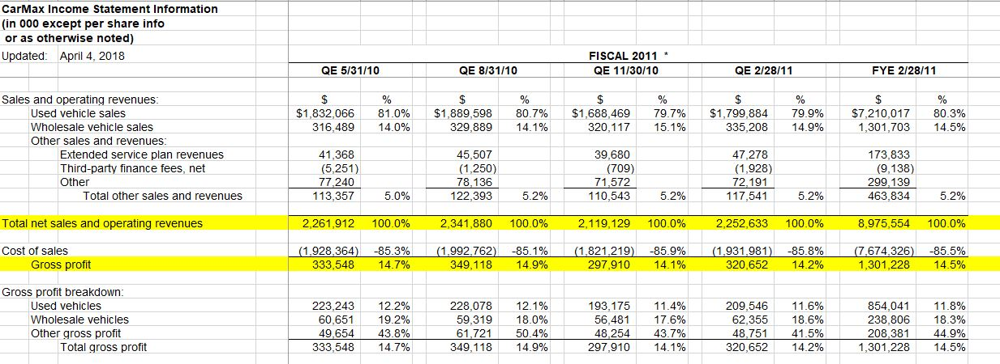 CarMax Income Statement Information
(in 000 except per share info
or as otherwise noted)
Updated: April 4, 2018 FISCAL 2011 *
QE 5/31/10 QE 8/31/10 QE 11/30/10 QE 2/28/11 FYE 2/28/11
Sales and operating revenues: $ % $ % $ % $ % $ %
Used vehicle sales $1,832,066 81.0% $1,889,598 80.7% $1,688,469 79.7% $1,799,884 79.9% $7,210,017 80.3%
Wholesale vehicle sales 316,489 14.0% 329,889 14.1% 320,117 15.1% 335,208 14.9% 1,301,703 14.5%
Other sales and revenues:
Extended service plan revenues 41,368 45,507 39,680 47,278 173,833
Third-party finance fees, net (5,251) (1,250) (709) (1,928) (9,138)
Other 77,240 78,136 71,572 72,191 299,139
Total other sales and revenues 113,357 5.0% 122,393 5.2% 110,543 5.2% 117,541 5.2% 463,834 5.2%
Total net sales and operating revenues 2,261,912 100.0% 2,341,880 100.0% 2,119,129 100.0% 2,252,633 100.0% 8,975,554 100.0%
Cost of sales (1,928,364) -85.3% (1,992,762) -85.1% (1,821,219) -85.9% (1,931,981) -85.8% (7,674,326) -85.5%
Gross profit 333,548 14.7% 349,118 14.9% 297,910 14.1% 320,652 14.2% 1,301,228 14.5%
Gross profit breakdown:
Used vehicles 223,243 12.2% 228,078 12.1% 193,175 11.4% 209,546 11.6% 854,041 11.8%
Wholesale vehicles 60,651 19.2% 59,319 18.0% 56,481 17.6% 62,355 18.6% 238,806 18.3%
Other gross profit 49,654 43.8% 61,721 50.4% 48,254 43.7% 48,751 41.5% 208,381 44.9%
Total gross profit 333,548 14.7% 349,118 14.9% 297,910 14.1% 320,652 14.2% 1,301,228 14.5%